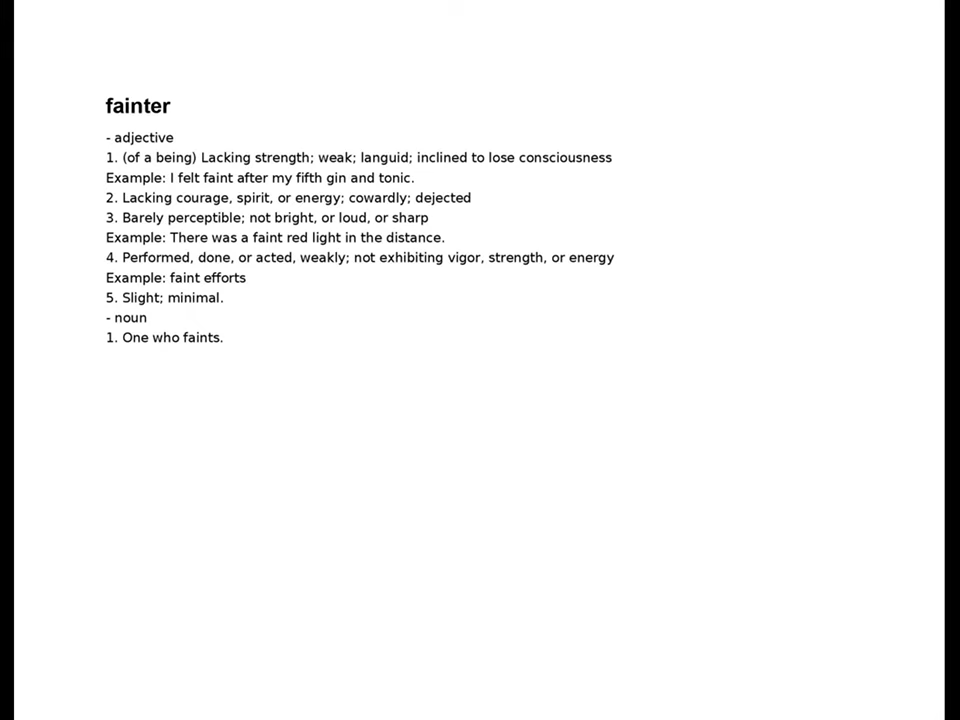 fainter
- adjective
1. (of a being) Lacking strength; weak; languid; inclined to lose consciousness
Example: I felt faint after my fifth gin and tonic.
2. Lacking courage, spirit, or energy; cowardly; dejected
3. Barely perceptible; not bright, or loud, or sharp
Example: There was a faint red light in the distance.
4. Performed, done, or acted, weakly; not exhibiting vigor, strength, or energy
Example: faint efforts
5. Slight; minimal.
- noun
1. One who faints.